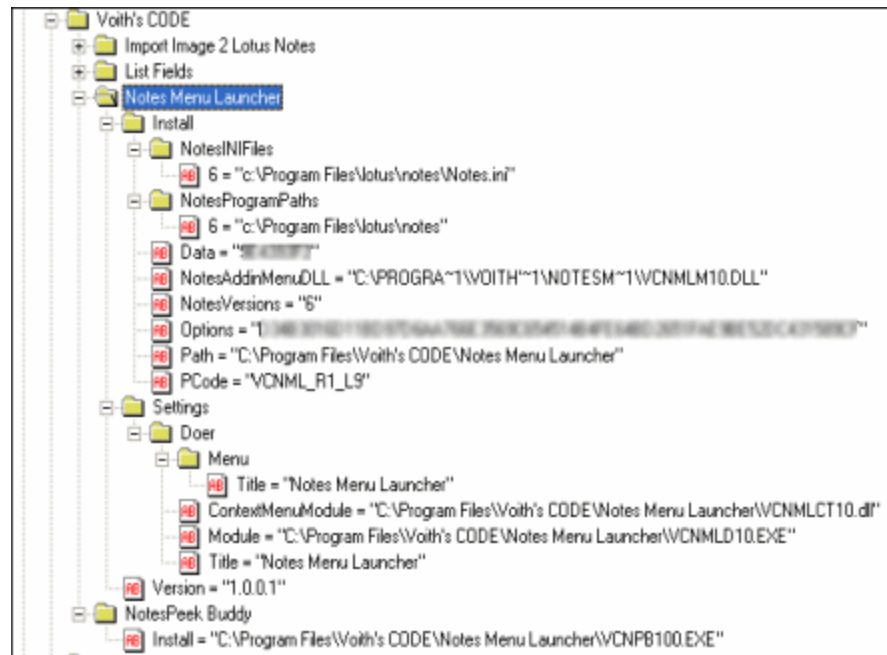 Voith's CODE
Import Image 2 Lotus Notes
List Fields
Notes Menu Launcher
Install
NotesINIFiles
6 = "c:\Program Files\lotus\notes\Notes.ini"
NotesProgramPaths
6 = "c:\Program Files\lotus\notes"
Data = "
NotesAddinMenuDLL = "C:\PROGRA~1\VOITH'~1\NOTESM~1\VCNMLM10.DLL"
NotesVersions = "6"
Options = "
Path = "C:\Program Files\Voith's CODE\Notes Menu Launcher"
PCode = "VCNML_R1_L9"
Settings
Doer
Menu
Title = "Notes Menu Launcher"
ContextMenuModule = "C:\Program Files\Voith's CODE\Notes Menu Launcher\VCNMLCT10.dll"
Module = "C:\Program Files\Voith's CODE\Notes Menu Launcher\VCNMLD10.EXE"
Title = "Notes Menu Launcher"
Version = "1.0.0.1"
NotesPeek Buddy
Install = "C:\Program Files\Voith's CODE\Notes Menu Launcher\VCNPB100.EXE"